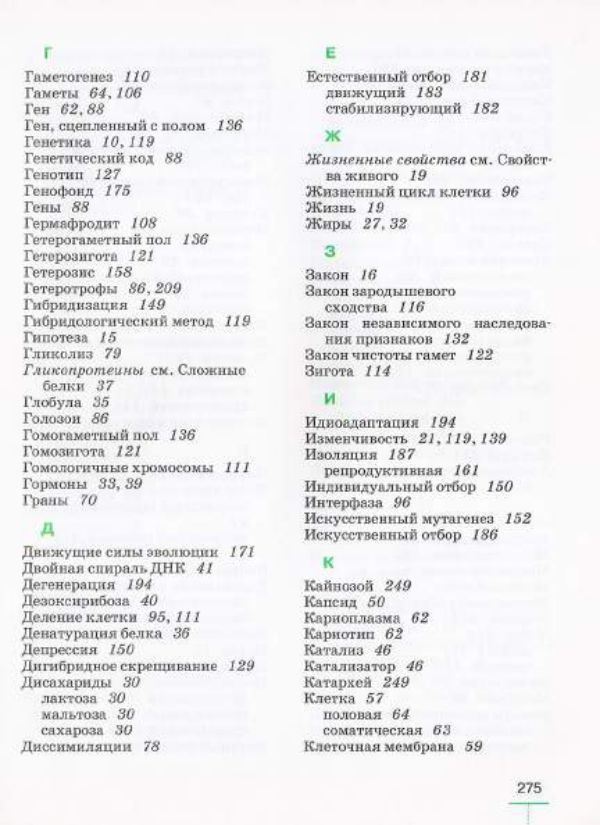 Г
Гаметогенез 110
Гаметы 64, 106
Ген 62, 88
Ген, сцепленный с полом 136
Генетика 10, 119
Генетический код 88
Генотип 127
Генофонд 175
Гены 88
Гермафродит 108
Гетерогаметный пол 136
Гетерозигота 121
Гетерозис 158
Гетеротрофы 86, 209
Гибридизация 149
Гибридологический метод 119
Гипотеза 15
Гликолиз 79
Гликопротеины см. Сложные
белки 37
Глобула 35
Голозои 86
Гомогаметный пол 136
Гомозигота 121
Гомологичные хромосомы 111
Гормоны 33, 39
Граны 70
Д
Движущие силы эволюции 171
Двойная спираль ДНК 41
Дегенерация 194
Дезоксирибоза 40
Деление клетки 95, 111
Денатурация белка 36
Депрессия 150
Дигибридное скрещивание 129
Дисахариды 30
лактоза 30
мальтоза 30
сахароза 30
Диссимиляции 78
Е
Естественный отбор 181
движущий 183
стабилизирующий 182
Ж
Жизненные свойства см. Свойст-
ва живого 19
Жизненный цикл клетки 96
Жизнь 19
Жиры 27, 32
З
Закон 16
Закон зародышевого
сходства 116
Закон независимого наследова-
ния признаков 132
Закон чистоты гамет 122
Зигота 114
И
Идиоадаптация 194
Изменчивость 21, 119, 139
Изоляция 187
репродуктивная 161
Индивидуальный отбор 150
Интерфаза 96
Искусственный мутагенез 152
Искусственный отбор 186
К
Кайнозой 249
Капсид 50
Кариоплазма 62
Кариотип 62
Катализ 46
Катализатор 46
Катархей 249
Клетка 57
половая 64
соматическая 63
Клеточная мембрана 59
275